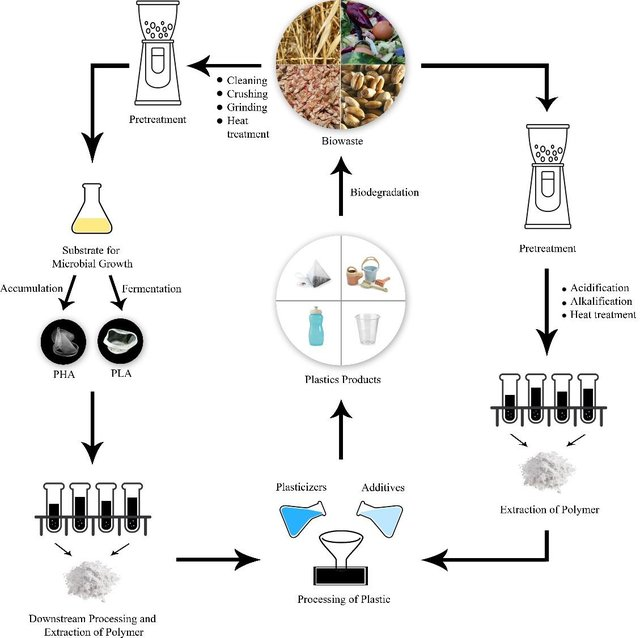 Cleaning
Crushing
Grinding
Heat
treatment
Pretreatment
Biowaste
Biodegradation
Pretreatment
Substrate for
Microbial Growth
Accumulation
Fermentation
Acidification
Alkalification
Heat treatment
PHA
PLA
Plastics Products
Plasticizers
Additives
Extraction of Polymer
Processing of Plastic
Downstream Processing and
Extraction of Polymer